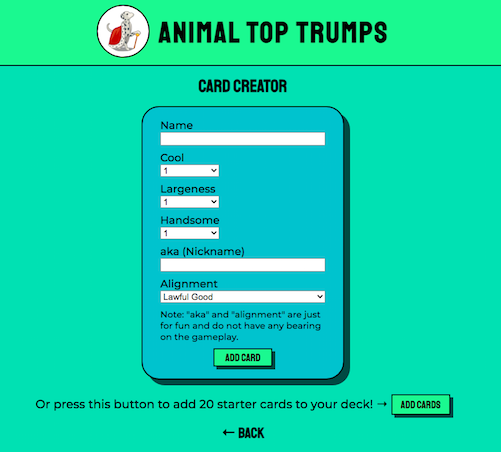 ANIMAL TOP TRUMPS
CARD CREATOR
Name
Cool
1
Largeness
1
Handsome
1
aka (Nickname)
Alignment
Lawful Good
Note: "aka" and "alignment" are just
for fun and do not have any bearing
on the gameplay.
ADD CARD
Or press this button to add 20 starter cards to your deck! → ADD CARDS
← BACK